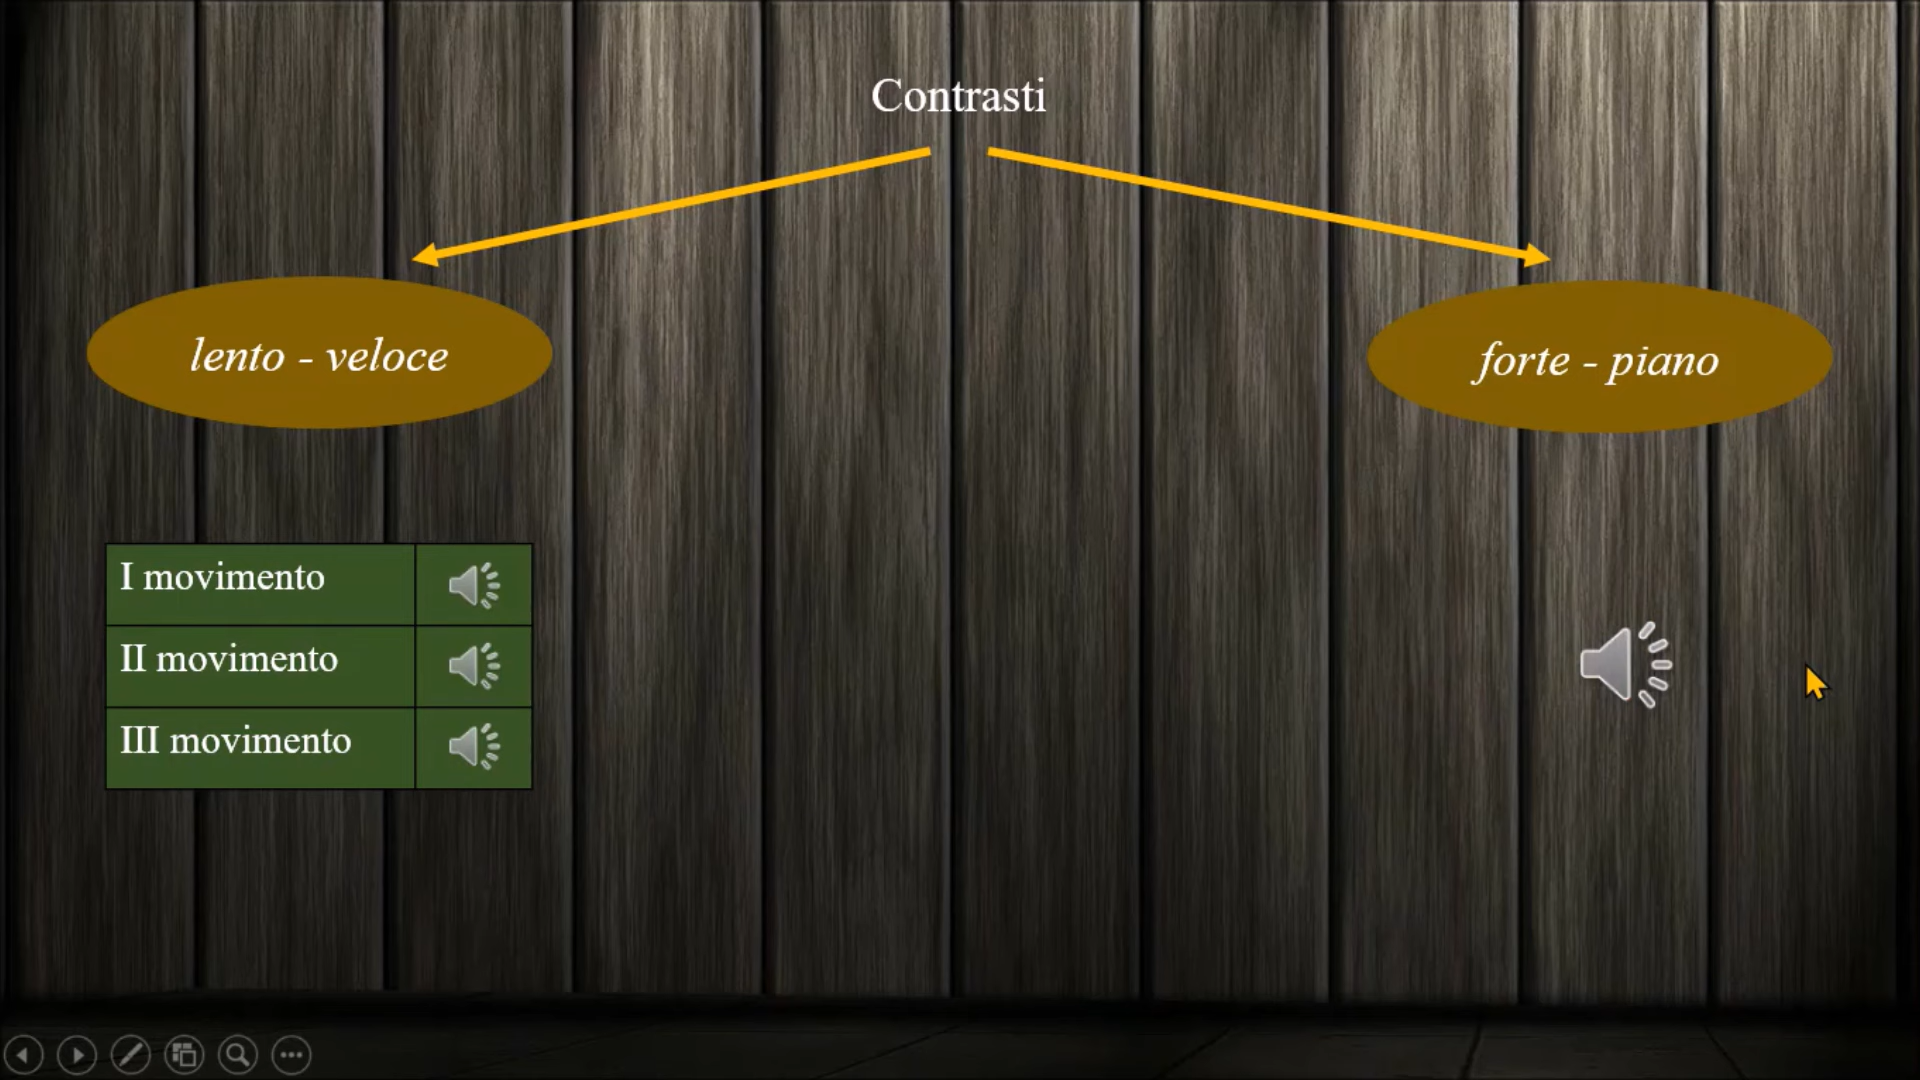 Contrasti
lento - veloce
forte - piano
I movimento
II movimento
III movimento